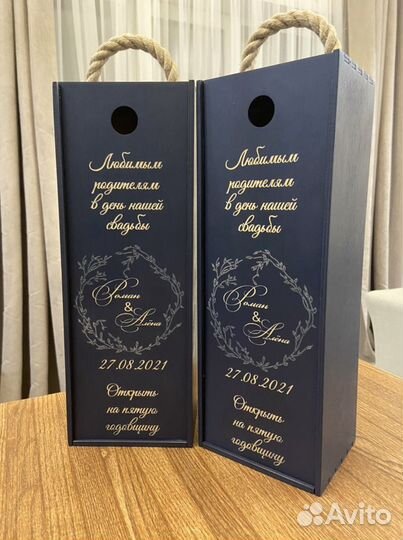 Любимым
родителям
в день нашей
свадьбы
Роман
&
Алёна
27.08.2021
Открыть
на пятую
годовщину
Любимым
родителям
в день нашей
свадьбы
Роман
&
Алёна
27.08.2021
Открыть
на пятую
годовщину
Avito